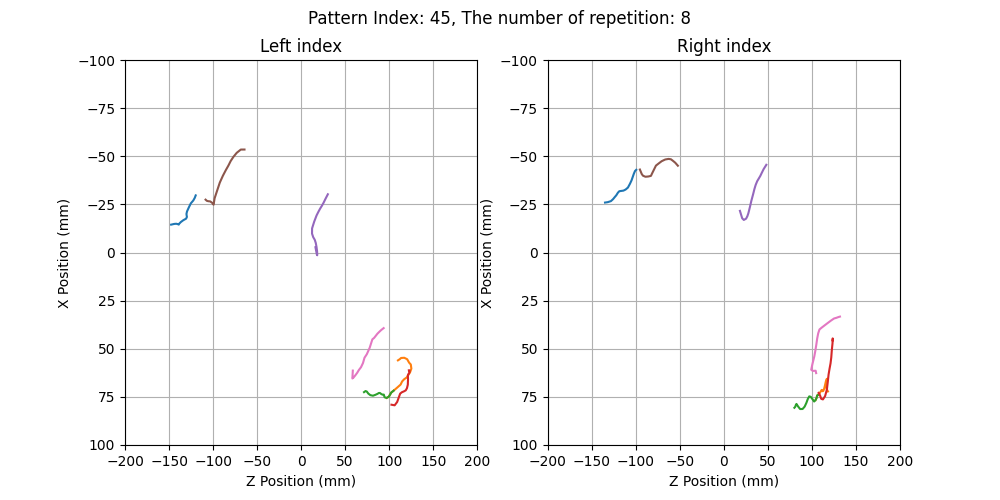 Pattern Index: 45, The number of repetition: 8
Left index
Right index
−100
−75
−50
−25
0
25
50
75
100
X Position (mm)
−200 −150 −100 −50 0 50 100 150 200
Z Position (mm)
−100
−75
−50
−25
0
25
50
75
100
X Position (mm)
−200 −150 −100 −50 0 50 100 150 200
Z Position (mm)